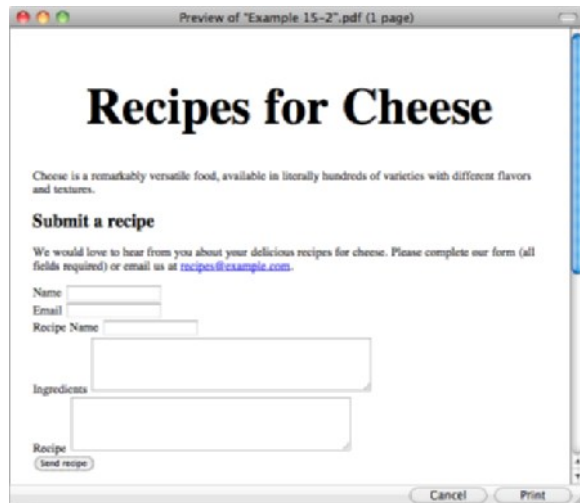 Preview of "Example 15-2".pdf (1 page)
Recipes for Cheese
Cheese is a remarkably versatile food, available in literally hundreds of varieties with different flavors
and textures.
Submit a recipe
We would love to hear from you about your delicious recipes for cheese. Please complete our form (all
fields required) or email us at recipes@example.com.
Name
Email
Recipe Name
Ingredients
Recipe
Send recipe
Cancel Print